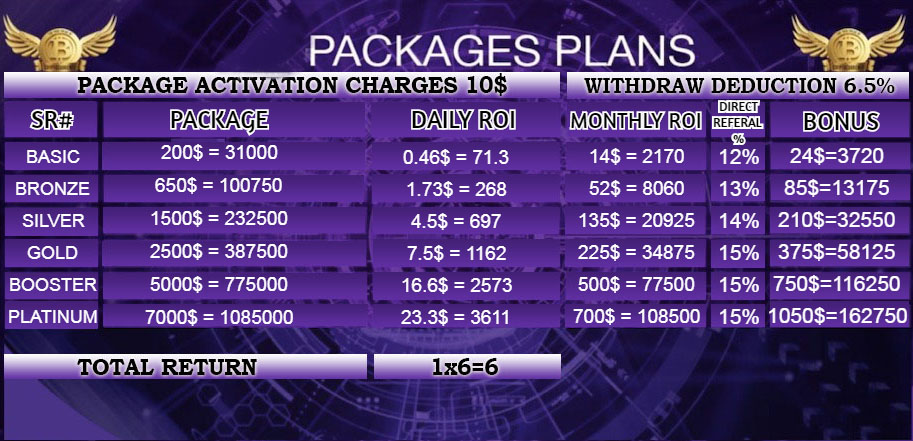 PACKAGES PLANS
PACKAGE ACTIVATION CHARGES 10$ WITHDRAW DEDUCTION 6.5%
SR# PACKAGE DAILY ROI MONTHLY ROI DIRECT REFERAL % BONUS
BASIC 200$ = 31000 0.46$ = 71.3 14$ = 2170 12% 24$=3720
BRONZE 650$ = 100750 1.73$ = 268 52$ = 8060 13% 85$=13175
SILVER 1500$ = 232500 4.5$ = 697 135$ = 20925 14% 210$=32550
GOLD 2500$ = 387500 7.5$ = 1162 225$ = 34875 15% 375$=58125
BOOSTER 5000$ = 775000 16.6$ = 2573 500$ = 77500 15% 750$=116250
PLATINUM 7000$ = 1085000 23.3$ = 3611 700$ = 108500 15% 1050$=162750
TOTAL RETURN 1x6=6